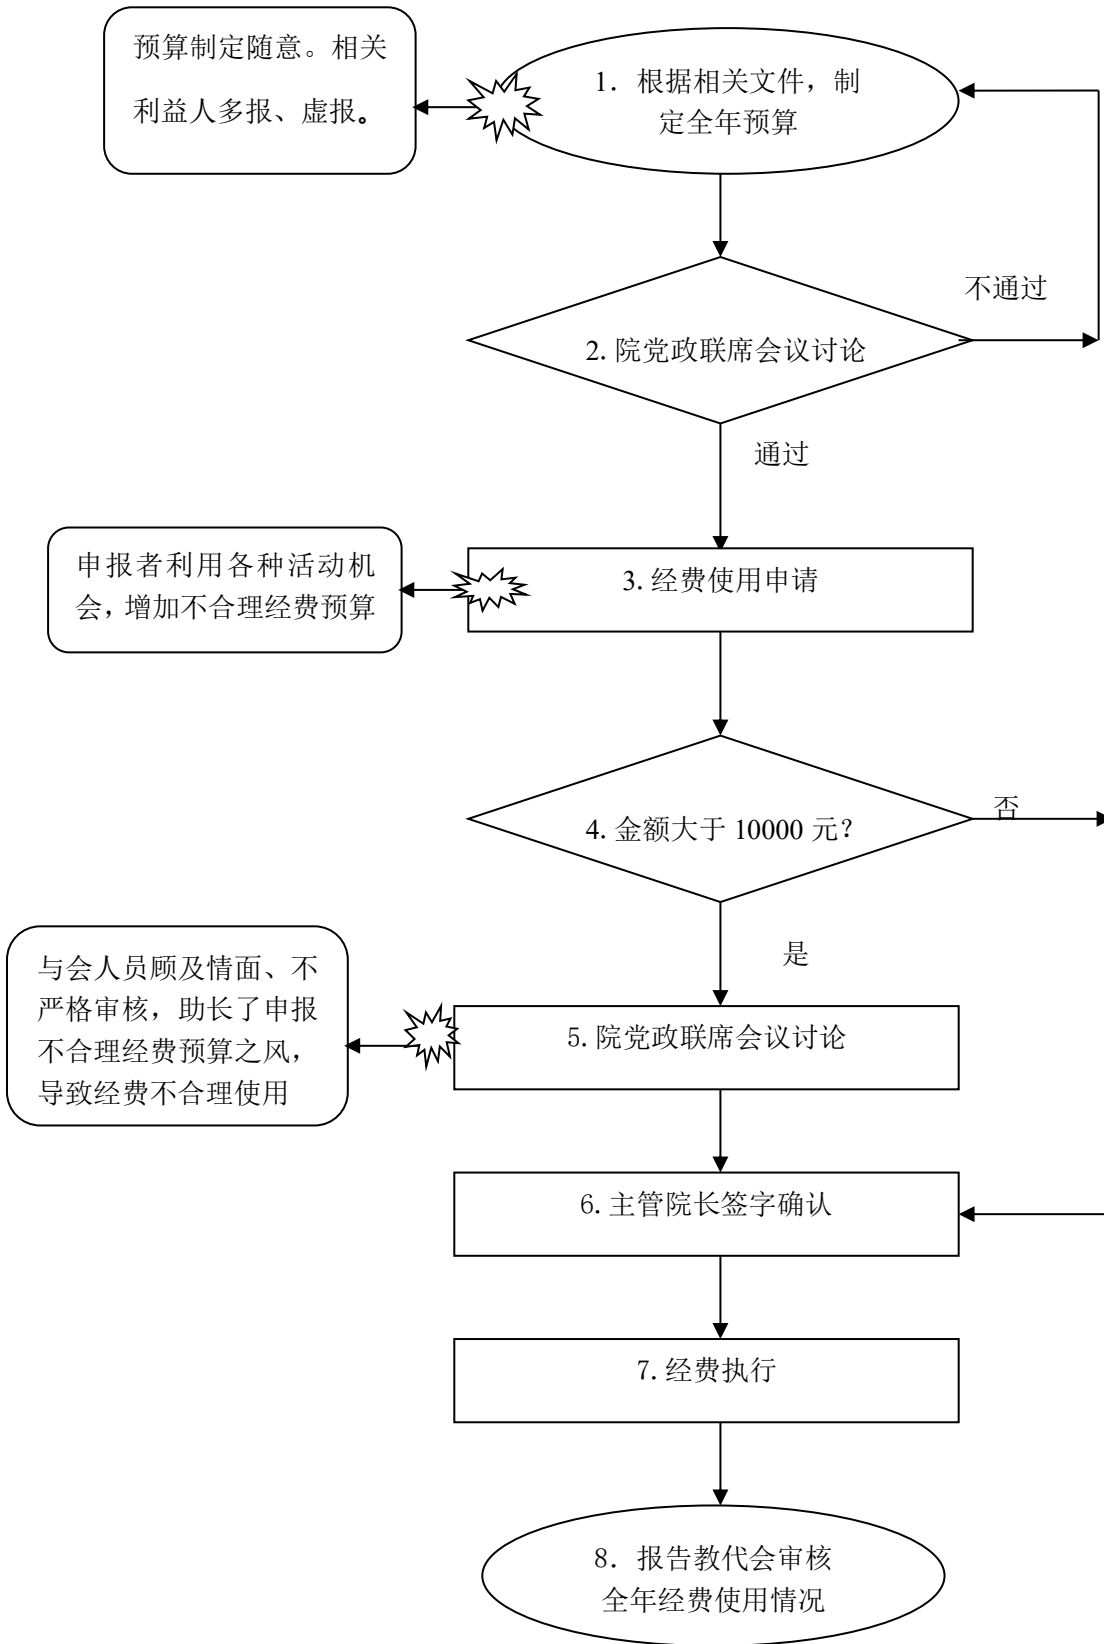 预算制定随意。相关
利益人多报、虚报。
1. 根据相关文件，制
定全年预算
不通过
2. 院党政联席会议讨论
通过
申报者利用各种活动机
会，增加不合理经费预算
3. 经费使用申请
否
4. 金额大于 10000 元？
是
与会人员顾及情面、不
严格审核，助长了申报
不合理经费预算之风，
导致经费不合理使用
5. 院党政联席会议讨论
6. 主管院长签字确认
7. 经费执行
8. 报告教代会审核
全年经费使用情况